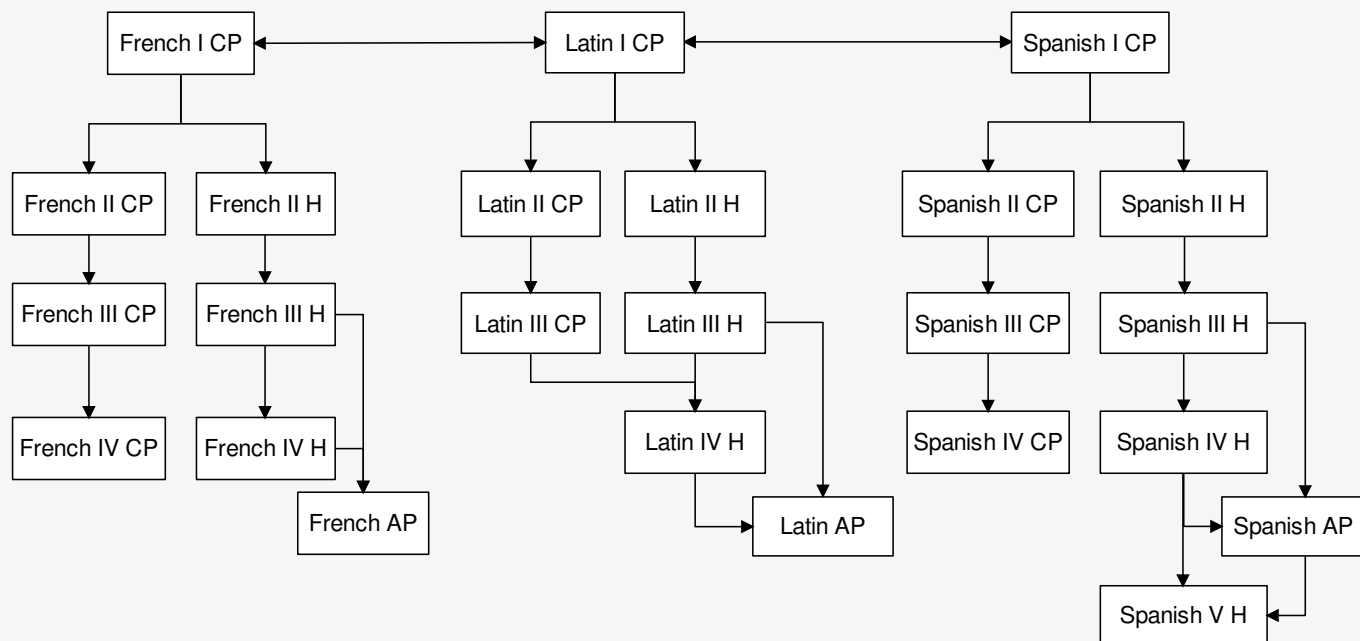 French I CP
Latin I CP
Spanish I CP
French II CP
French II H
Latin II CP
Latin II H
Spanish II CP
Spanish II H
French III CP
French III H
Latin III CP
Latin III H
Spanish III CP
Spanish III H
French IV CP
French IV H
Latin IV H
Spanish IV CP
Spanish IV H
French AP
Latin AP
Spanish AP
Spanish V H